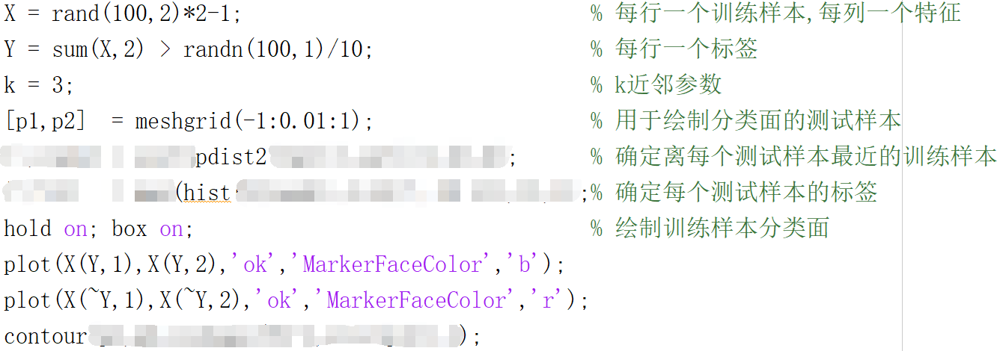 X = rand(100,2)*2-1; % 每行一个训练样本,每列一个特征
Y = sum(X,2) > randn(100,1)/10; % 每行一个标签
k = 3; % k近邻参数
[p1,p2]  = meshgrid(-1:0.01:1); % 用于绘制分类面的测试样本
pdist2 ; % 确定离每个测试样本最近的训练样本
(hist ;% 确定每个测试样本的标签
hold on; box on; % 绘制训练样本分类面
plot(X(Y,1),X(Y,2),'ok','MarkerFaceColor','b');
plot(X(~Y,1),X(~Y,2),'ok','MarkerFaceColor','r');
contour );